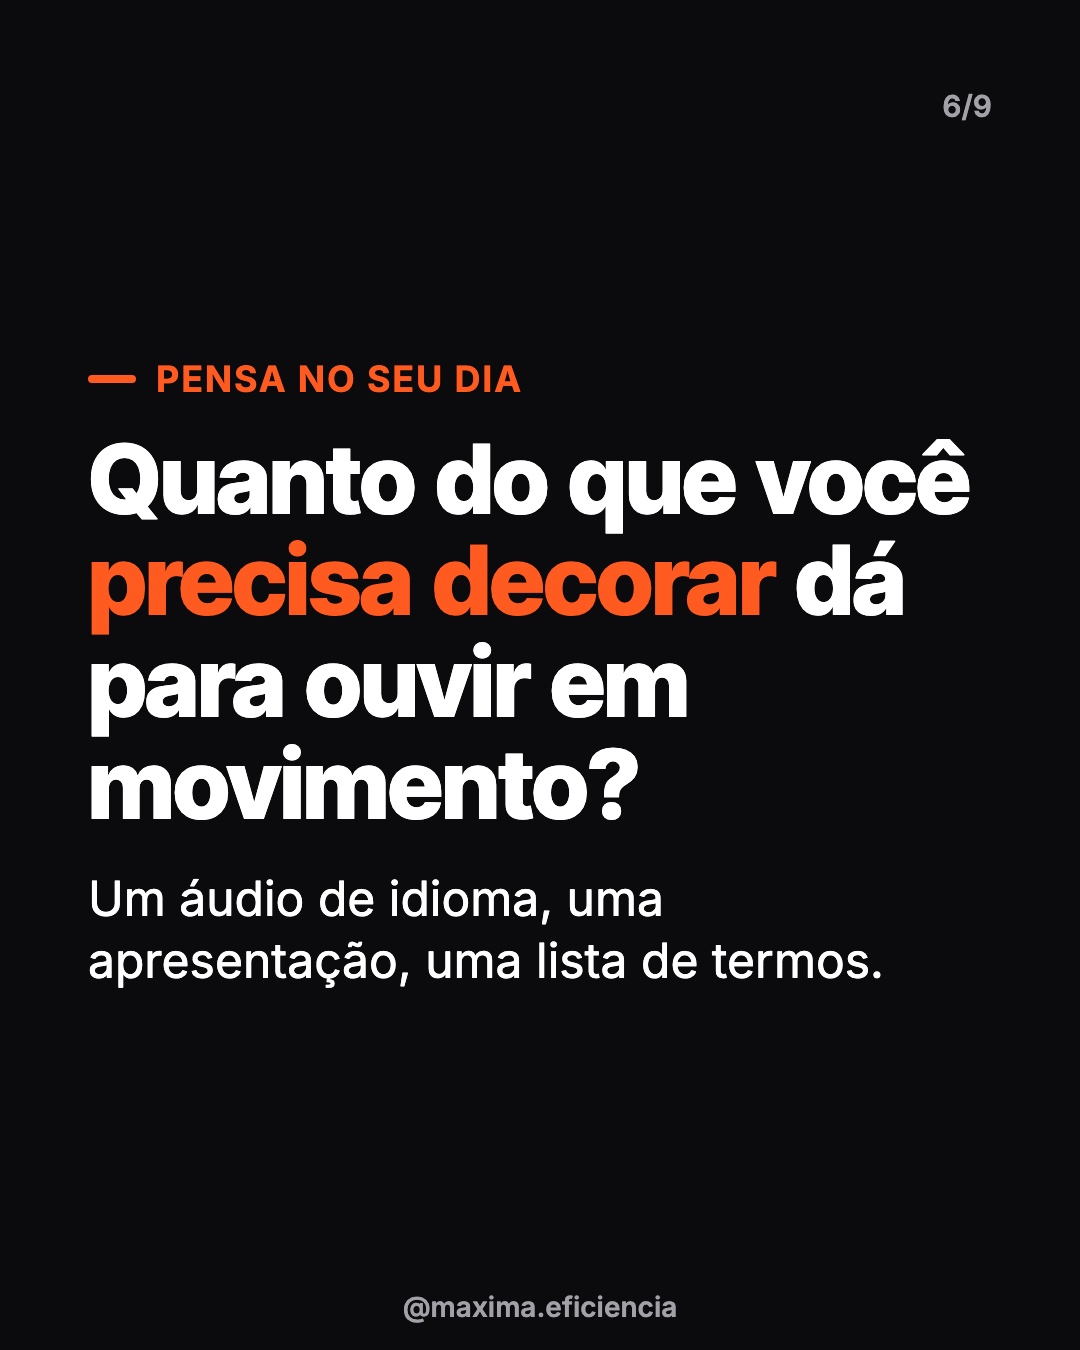 6/9
PENSA NO SEU DIA
Quanto do que você
precisa decorar dá
para ouvir em
movimento?
Um áudio de idioma, uma
apresentação, uma lista de termos.
@maxima.eficiencia